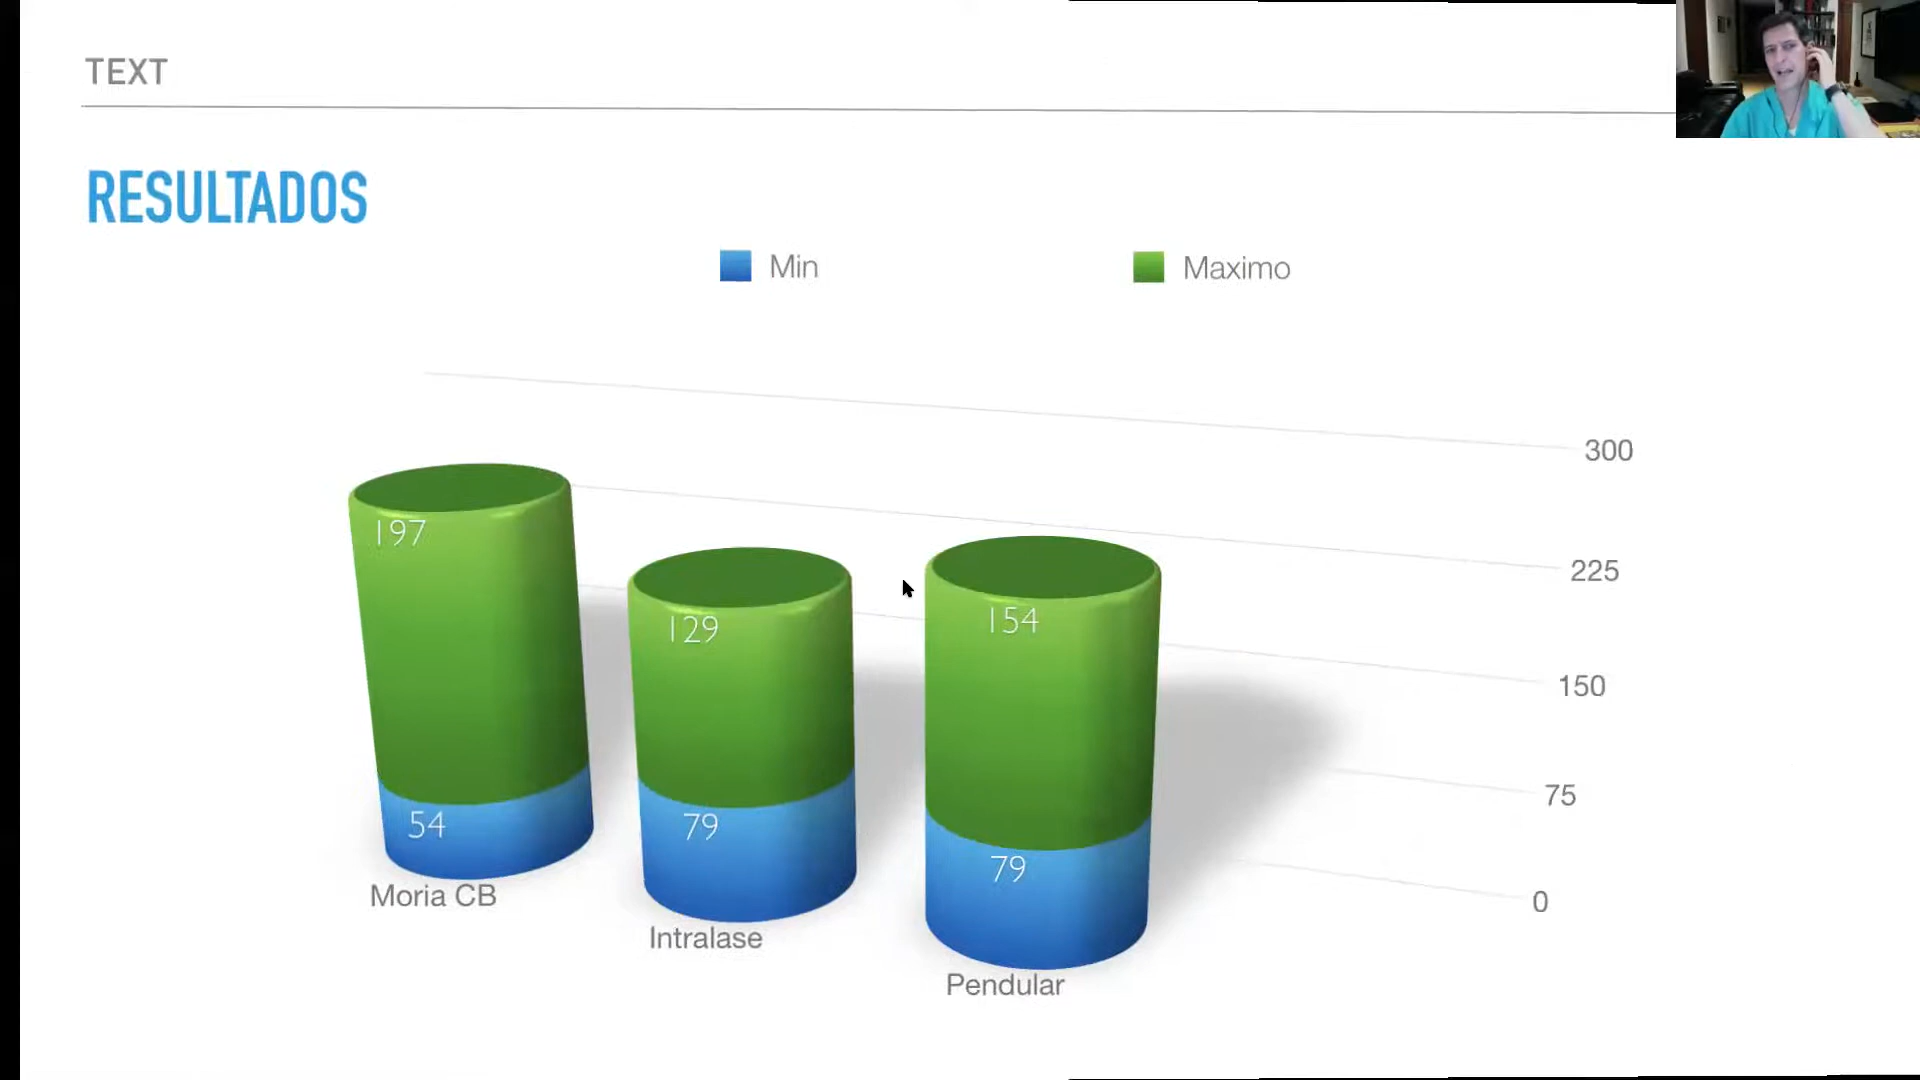 TEXT
RESULTADOS
Min
Maximo
300
225
150
75
0
197
129
154
54
79
79
Moria CB
Intralase
Pendular